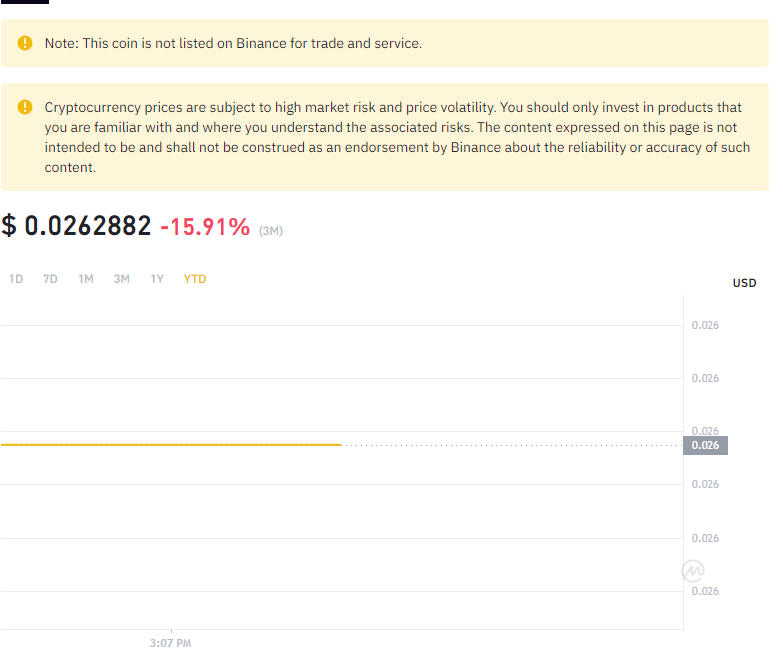 Note: This coin is not listed on Binance for trade and service.
Cryptocurrency prices are subject to high market risk and price volatility. You should only invest in products that
you are familiar with and where you understand the associated risks. The content expressed on this page is not
intended to be and shall not be construed as an endorsement by Binance about the reliability or accuracy of such
content.
$ 0.0262882 -15.91% (3M)
1D 7D 1M 3M 1Y YTD
USD
0.026
0.026
0.026
0.026
0.026
0.026
0.026
3:07 PM